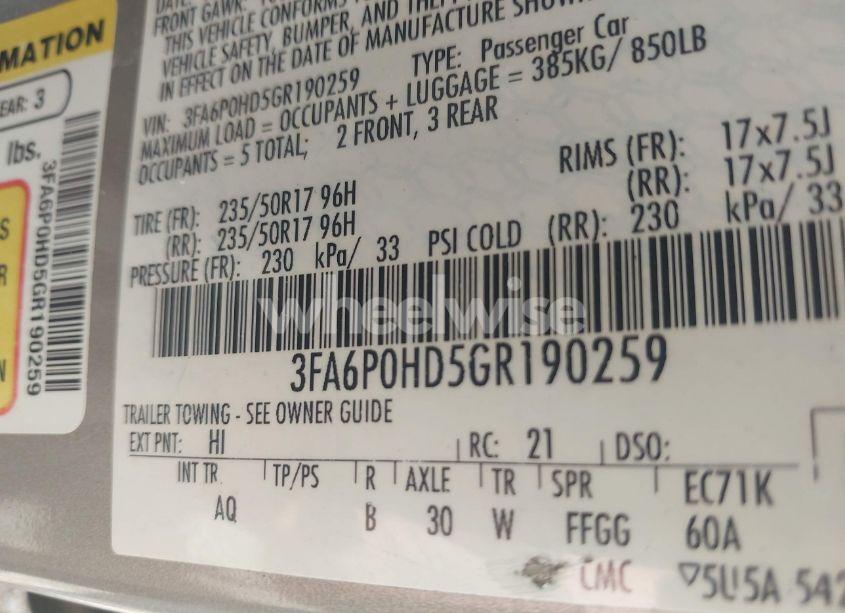 MATION
EAR: 3
lbs.
3FA6P0HD5GR190259
DATE:
FRONT GAWR:
THIS VEHICLE CONFORMS
VEHICLE SAFETY, BUMPER, AND
IN EFFECT ON THE DATE OF MANUFACTURE
VIN: 3FA6P0HD5GR190259 TYPE: Passenger Car
MAXIMUM LOAD = OCCUPANTS + LUGGAGE = 385KG/ 850LB
OCCUPANTS = 5 TOTAL; 2 FRONT, 3 REAR
TIRE (FR): 235/50R17 96H RIMS (FR): 17x7.5J
(RR): 235/50R17 96H (RR): 17x7.5J
PRESSURE (FR): 230 kPa/ 33 PSI COLD (RR): 230 kPa/ 33
wheelwise
3FA6P0HD5GR190259
TRAILER TOWING - SEE OWNER GUIDE
EXT PNT: HI RC: 21 DSO:
INT TR TP/PS R AXLE TR SPR EC71K
AQ B 30 W FFGG 60A
CMC 5U5A 542